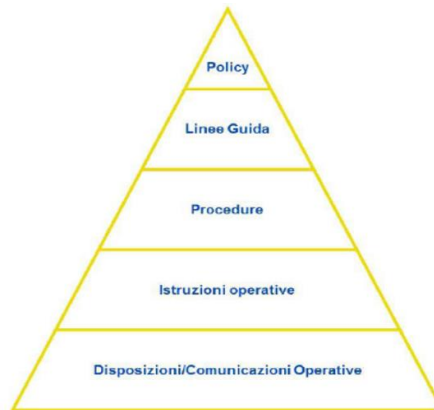 Policy
Linee Guida
Procedure
Istruzioni operative
Disposizioni/Comunicazioni Operative